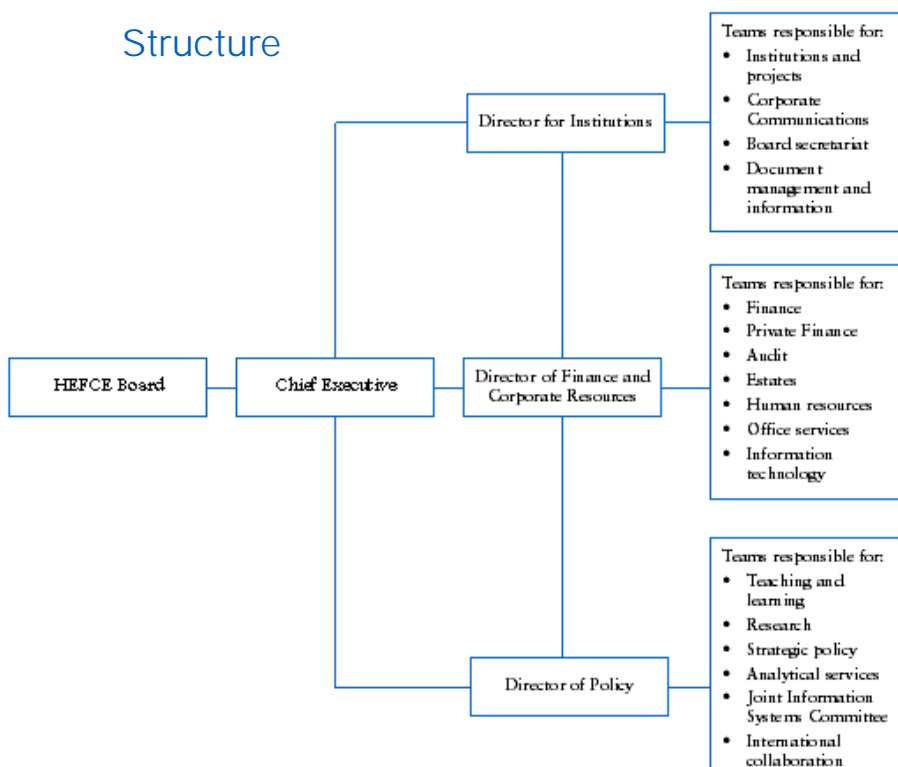 Structure
Teams responsible for:
• Institutions and
projects
• Corporate
Communications
• Board secretariat
• Document
management and
information
Director for Institutions
Teams responsible for:
• Finance
• Private Finance
• Audit
• Estates
• Human resources
• Office services
• Information
technology
HEFCE Board
Chief Executive
Director of Finance and
Corporate Resources
Teams responsible for:
• Teaching and
learning
• Research
• Strategic policy
• Analytical services
• Joint Information
Systems Committee
• International
collaboration
Director of Policy